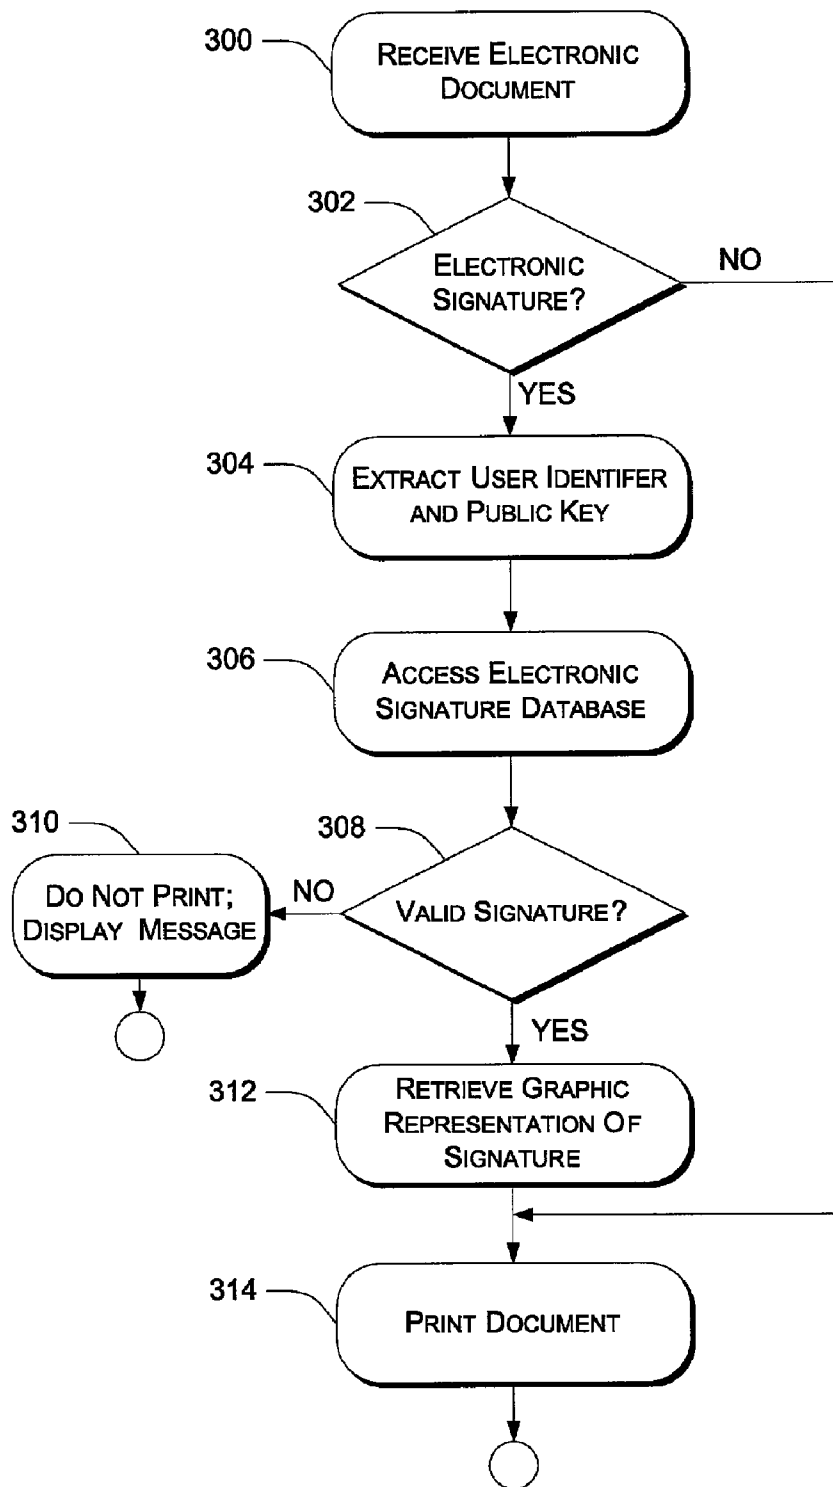 300
RECEIVE ELECTRONIC
DOCUMENT
302
ELECTRONIC
SIGNATURE?
NO
YES
304
EXTRACT USER IDENTIFER
AND PUBLIC KEY
306
ACCESS ELECTRONIC
SIGNATURE DATABASE
310
308
DO NOT PRINT;
DISPLAY MESSAGE
NO
VALID SIGNATURE?
YES
312
RETRIEVE GRAPHIC
REPRESENTATION OF
SIGNATURE
314
PRINT DOCUMENT